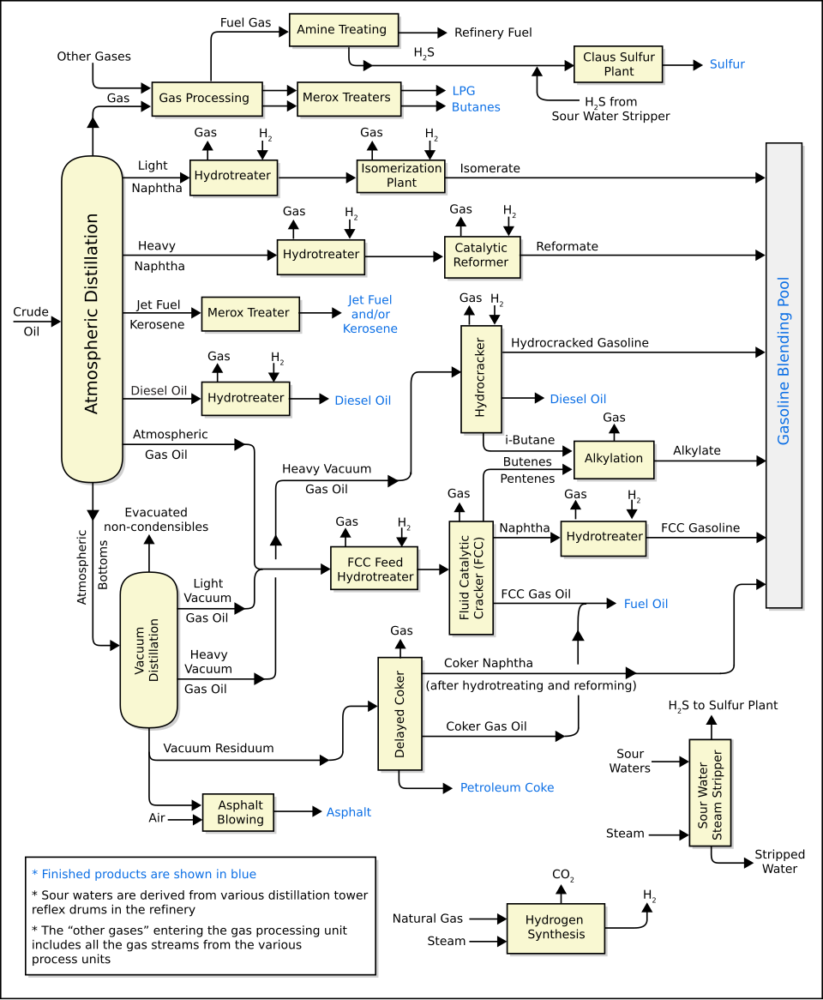 Fuel Gas
Amine Treating
Refinery Fuel
H2S
Claus Sulfur
Plant
Sulfur
Other Gases
Gas
Gas Processing
Merox Treaters
LPG
Butanes
H2S from
Sour Water Stripper
Light
Naphtha
Gas
H2
Hydrotreater
Gas
H2
Isomerization
Plant
Isomerate
Heavy
Naphtha
Gas
H2
Hydrotreater
Gas
H2
Catalytic
Reformer
Reformate
Crude
Oil
Atmospheric Distillation
Jet Fuel
Kerosene
Merox Treater
Jet Fuel
and/or
Kerosene
Gas
H2
Hydrocracker
Hydrocracked Gasoline
Diesel Oil
Gasoline Blending Pool
Diesel Oil
Gas
H2
Hydrotreater
Diesel Oil
Atmospheric
Gas Oil
i-Butane
Butenes
Pentenes
Gas
Alkylation
Alkylate
Heavy Vacuum
Gas Oil
Atmospheric
Bottoms
Evacuated
non-condensibles
Gas
H2
FCC Feed
Hydrotreater
Gas
Fluid Catalytic
Cracker (FCC)
Naphtha
Gas
H2
Hydrotreater
FCC Gasoline
FCC Gas Oil
Fuel Oil
Vacuum
Distillation
Light
Vacuum
Gas Oil
Heavy
Vacuum
Gas Oil
Gas
Delayed Coker
Coker Naphtha
(after hydrotreating and reforming)
Coker Gas Oil
Petroleum Coke
Vacuum Residuum
Air
Asphalt
Blowing
Asphalt
H2S to Sulfur Plant
Sour
Waters
Sour Water
Steam Stripper
Steam
Stripped
Water
* Finished products are shown in blue
* Sour waters are derived from various distillation tower
reflex drums in the refinery
* The “other gases” entering the gas processing unit
includes all the gas streams from the various
process units
CO2
H2
Natural Gas
Steam
Hydrogen
Synthesis